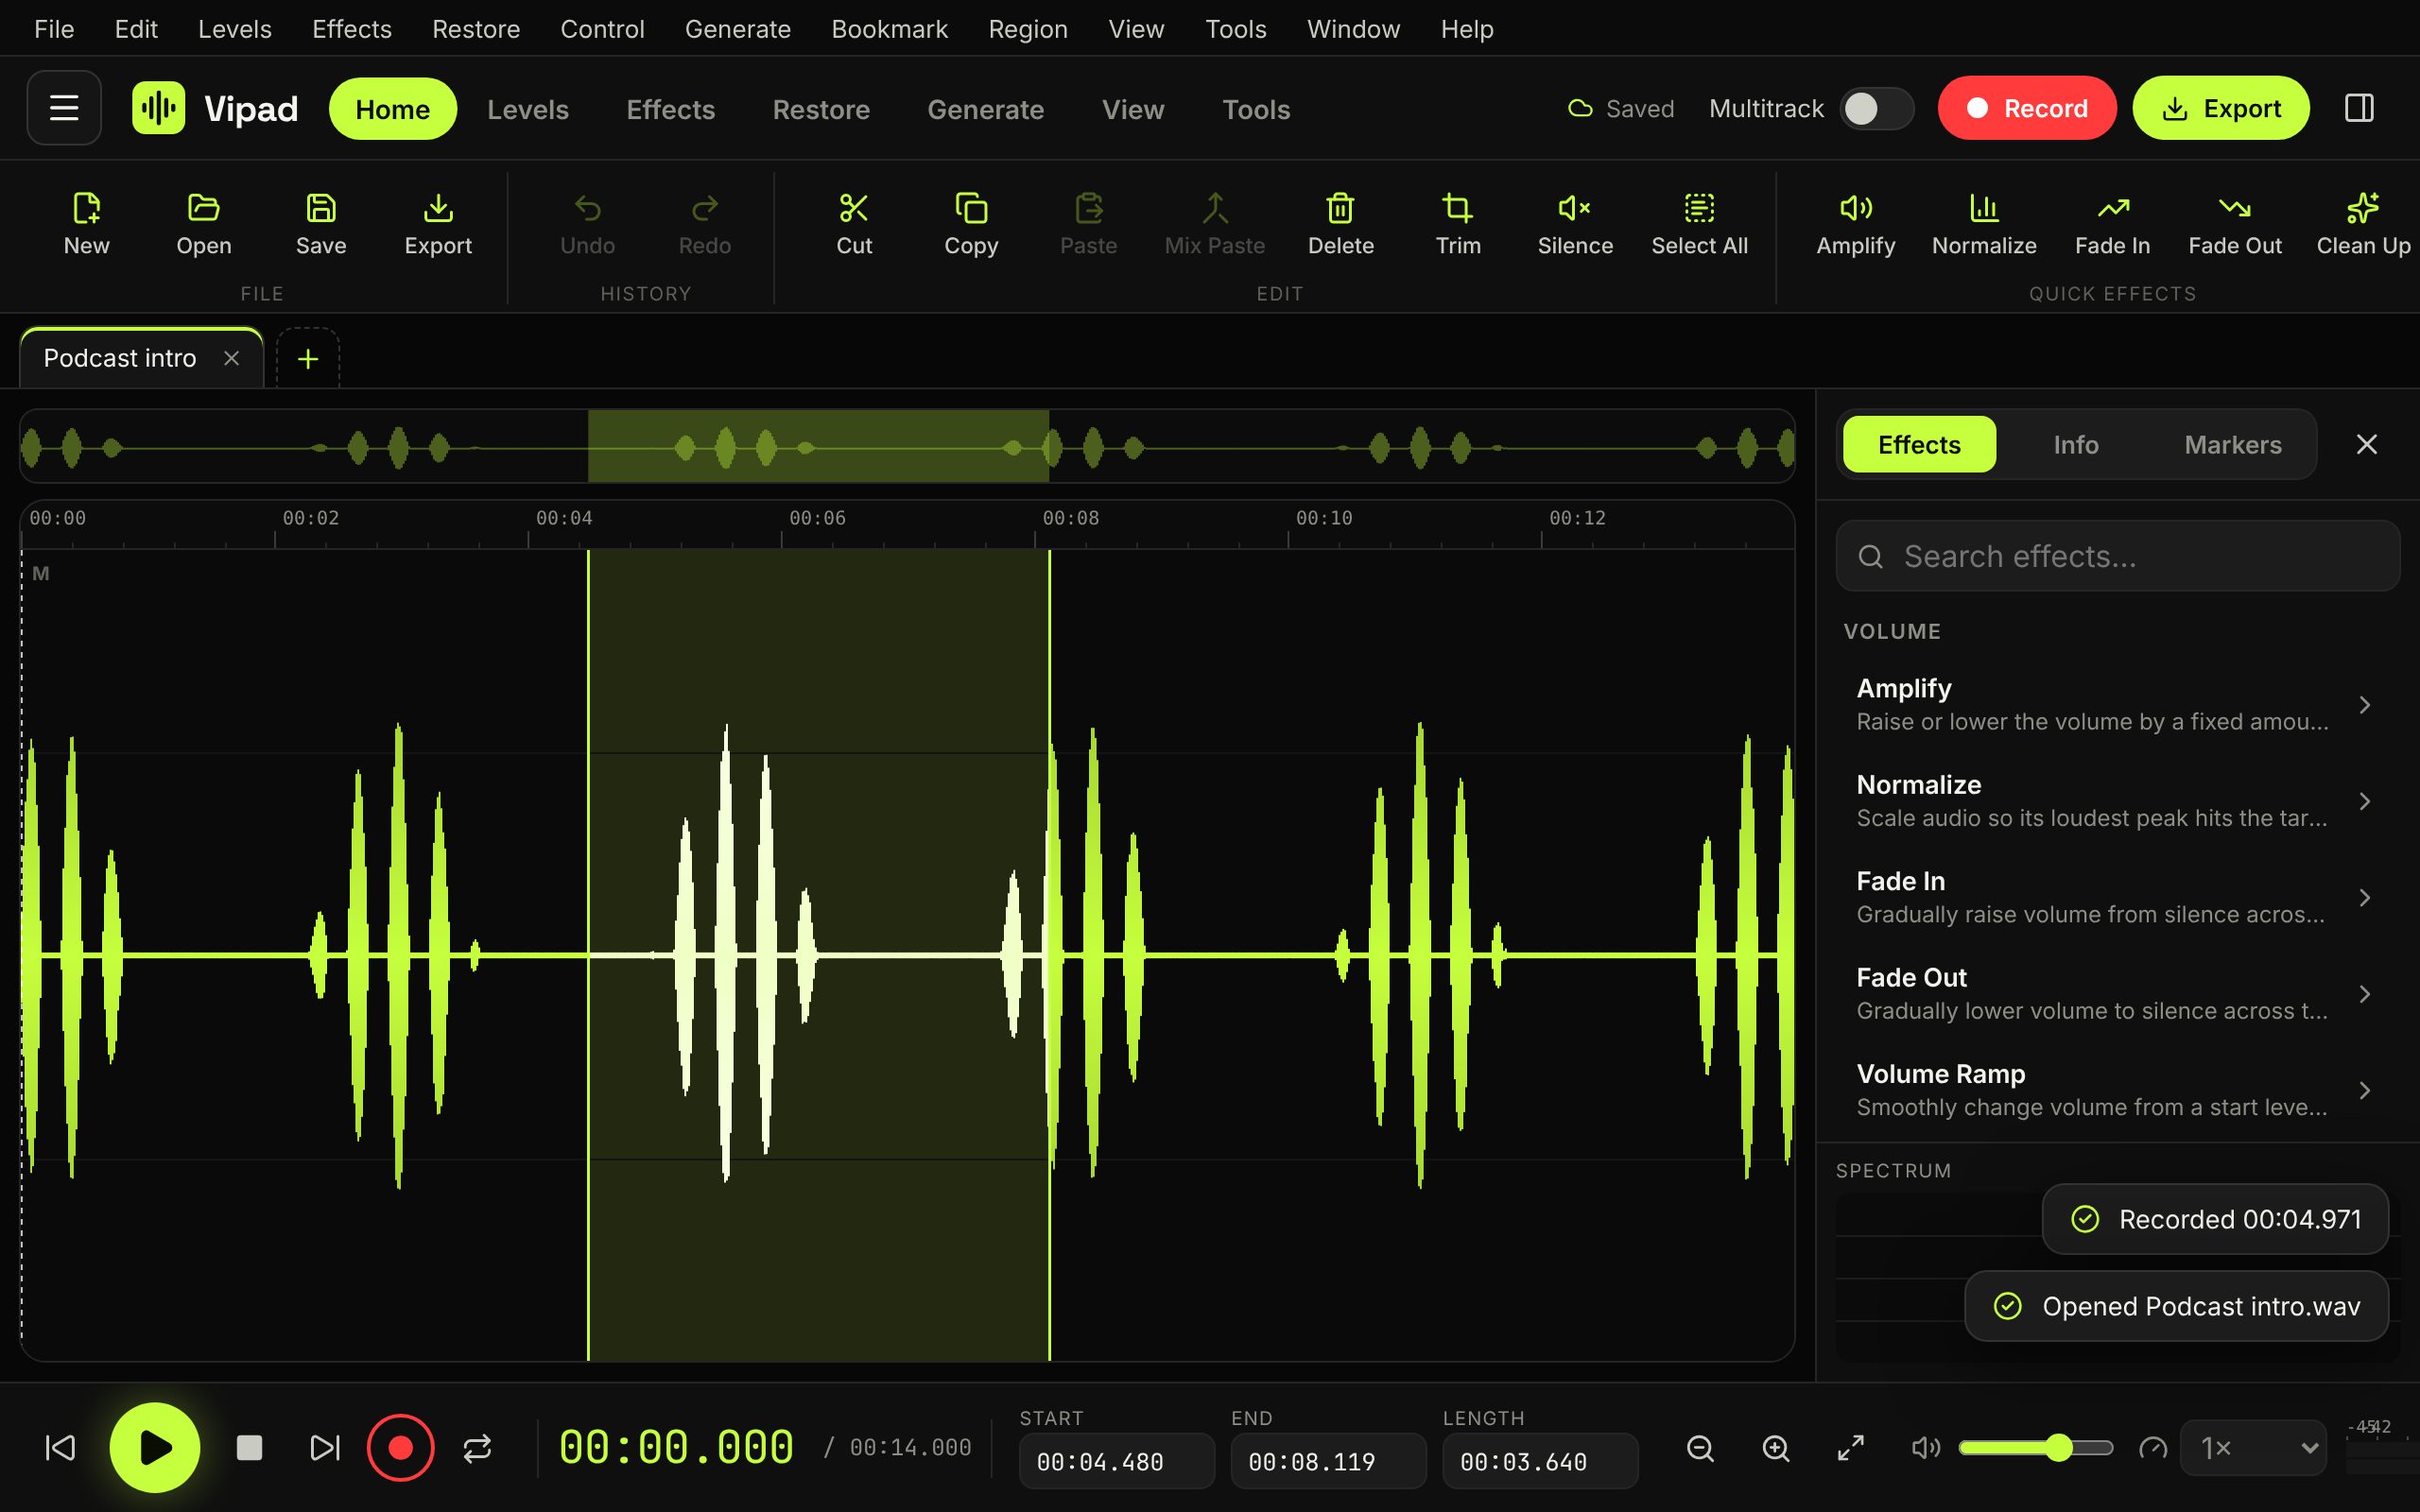 File Edit Levels Effects Restore Control Generate Bookmark Region View Tools Window Help
Vipad Home Levels Effects Restore Generate View Tools Saved Multitrack Record Export
New Open Save Export Undo Redo Cut Copy Paste Mix Paste Delete Trim Silence Select All Amplify Normalize Fade In Fade Out Clean Up
FILE HISTORY EDIT QUICK EFFECTS
Podcast intro
Effects Info Markers
00:00 00:02 00:04 00:06 00:08 00:10 00:12
M
Search effects...
VOLUME
Amplify
Raise or lower the volume by a fixed amou...
Normalize
Scale audio so its loudest peak hits the tar...
Fade In
Gradually raise volume from silence acros...
Fade Out
Gradually lower volume to silence across t...
Volume Ramp
Smoothly change volume from a start leve...
SPECTRUM
Recorded 00:04.971
Opened Podcast intro.wav
START END LENGTH
00:00.000 / 00:14.000 00:04.480 00:08.119 00:03.640 1×